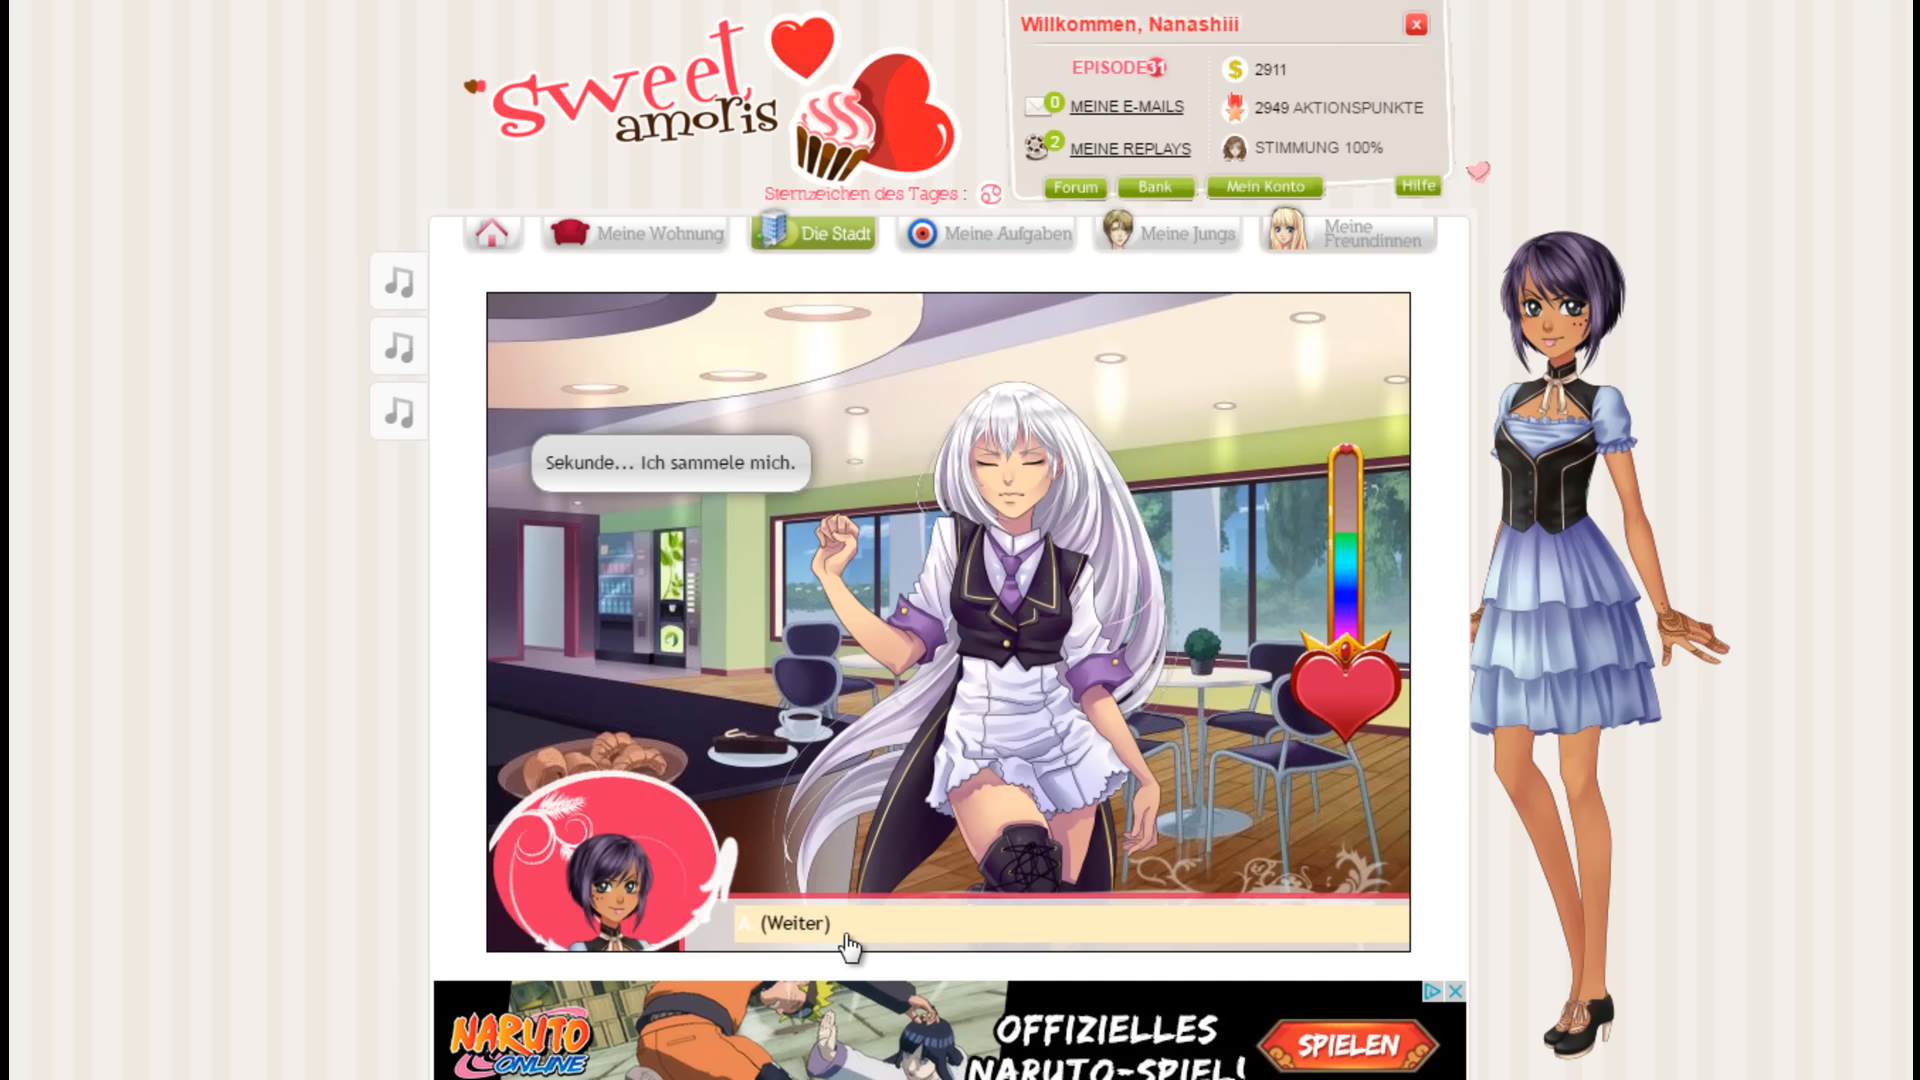 sweet
amoris
Sternzeichen des Tages :
Willkommen, Nanashiii
EPISODE 31
2911
0 MEINE E-MAILS
2949 AKTIONSPUNKTE
2 MEINE REPLAYS
STIMMUNG 100%
Forum
Bank
Mein Konto
Hilfe
Meine Wohnung
Die Stadt
Meine Aufgaben
Meine Jungs
Meine
Freundinnen
Sekunde... Ich sammele mich.
A. (Weiter)
NARUTO
ONLINE
OFFIZIELLES
NARUTO-SPIEL!
SPIELEN